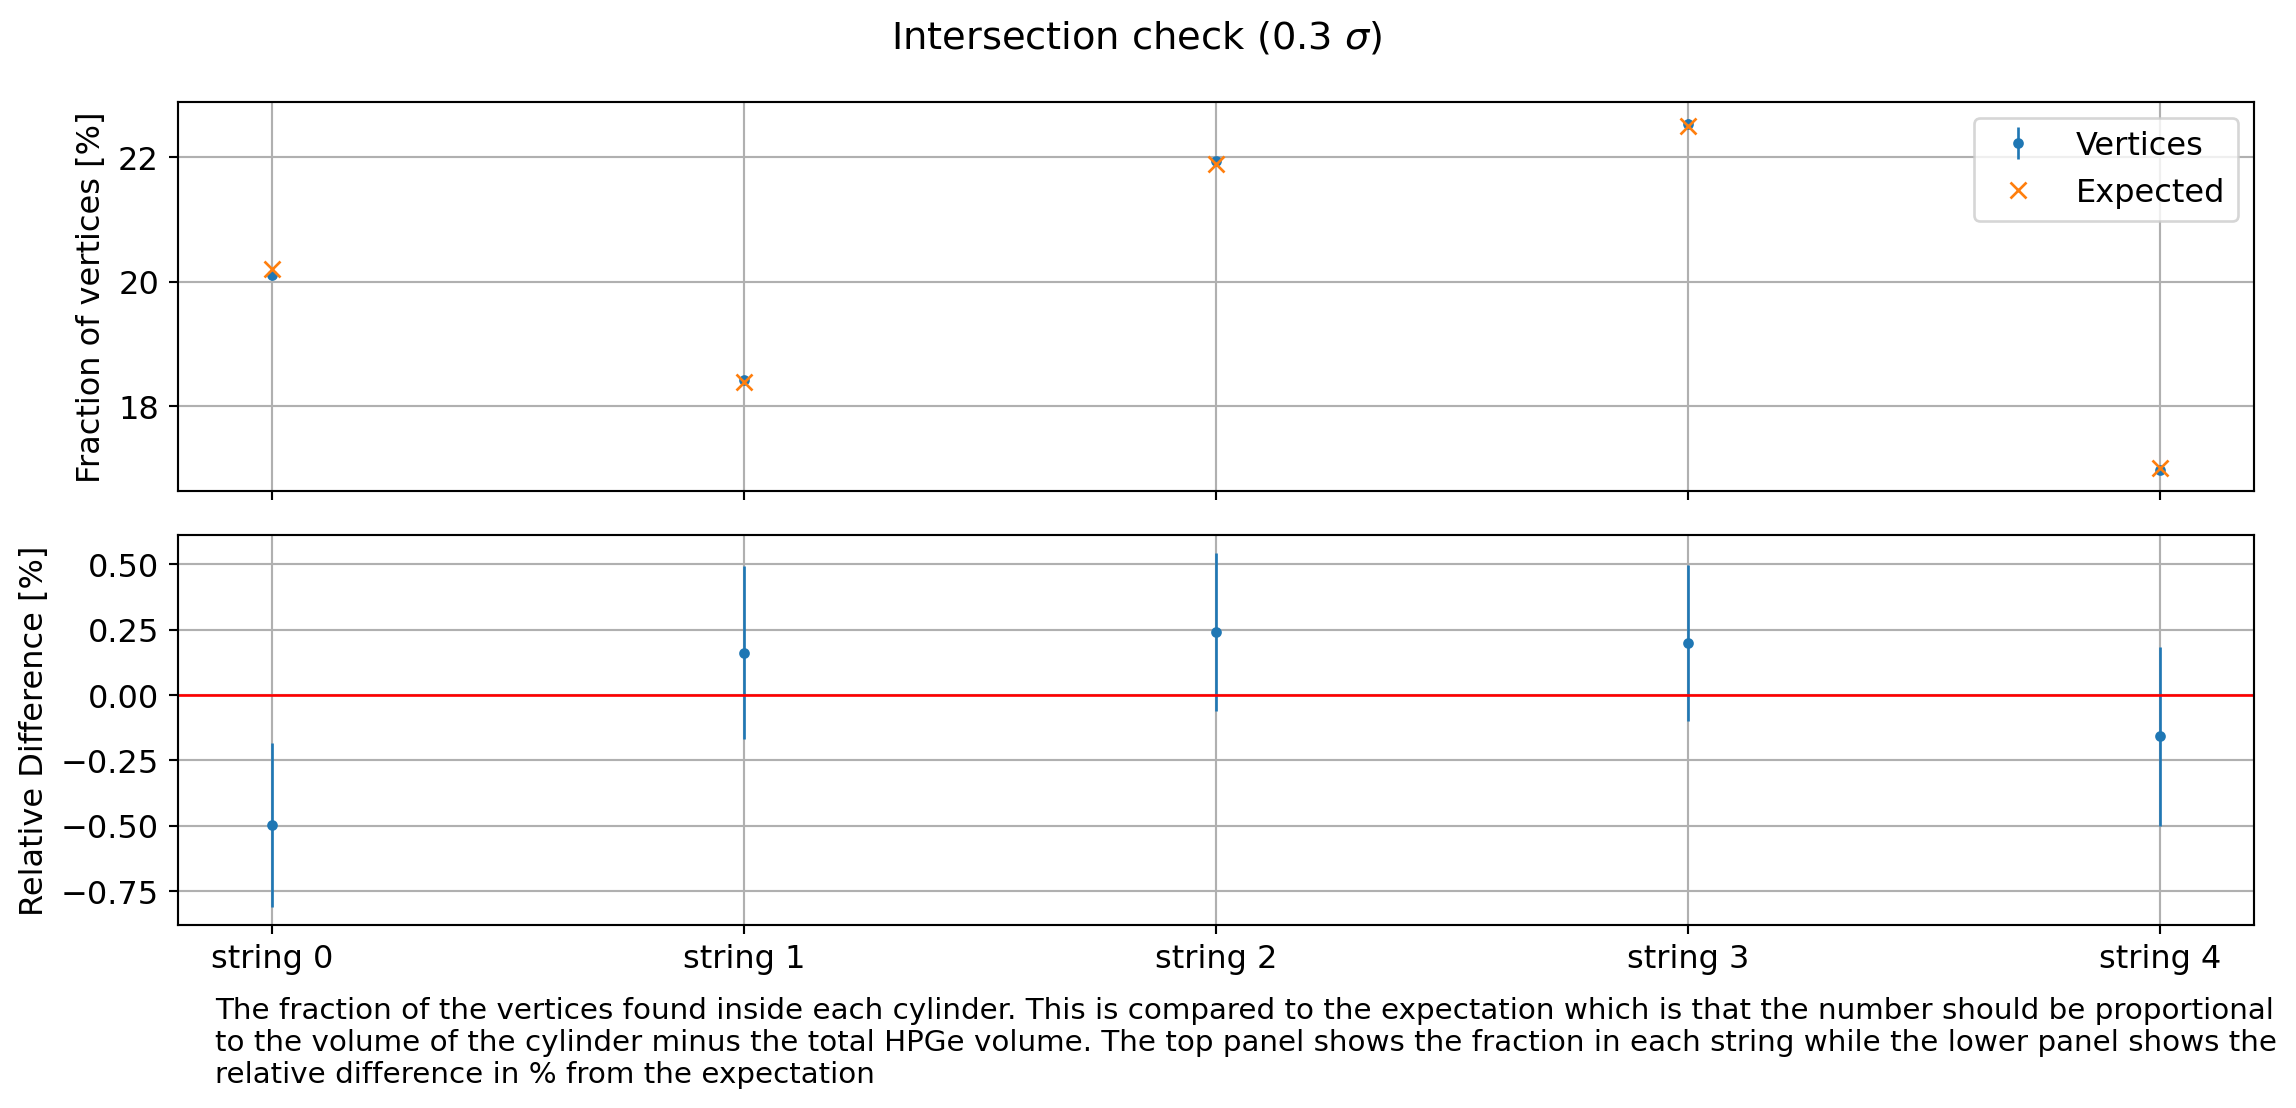 Intersection check (0.3 σ)
Fraction of vertices [%]
22
20
18
Vertices
Expected
Relative Difference [%]
0.50
0.25
0.00
−0.25
−0.50
−0.75
string 0
string 1
string 2
string 3
string 4
The fraction of the vertices found inside each cylinder. This is compared to the expectation which is that the number should be proportional
to the volume of the cylinder minus the total HPGe volume. The top panel shows the fraction in each string while the lower panel shows the
relative difference in % from the expectation